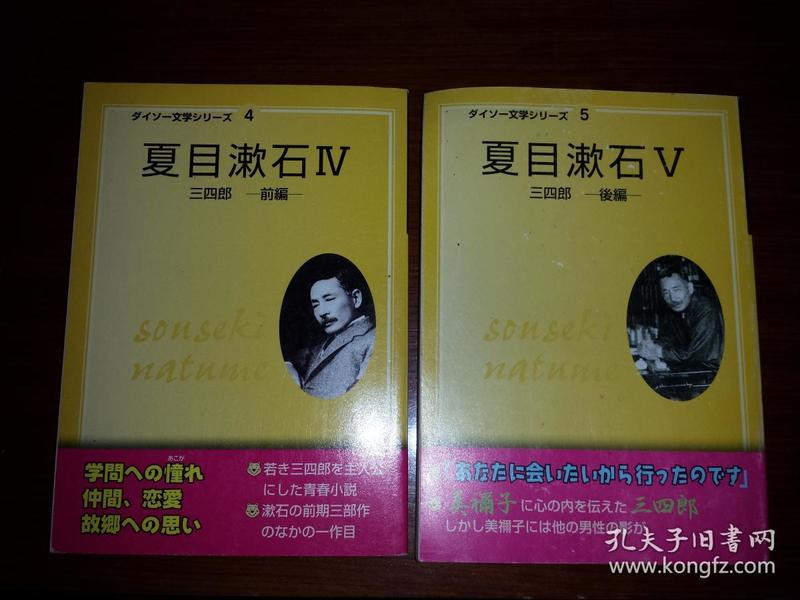 ダイソー文学シリーズ 4
夏目漱石Ⅳ
三四郎 ―前編―
souseki
natume
あこが
学問への憧れ
仲間、恋愛
故郷への思い
若き三四郎を主人公
にした青春小説
漱石の前期三部作
のなかの一作目
ダイソー文学シリーズ 5
夏目漱石Ⅴ
三四郎 ―後編―
souseki
natume
「あなたに会いたいから行ったのです」
美禰子に心の内を伝えた三四郎
しかし美禰子には他の男性の影が
孔夫子旧书网
www.kongfz.com